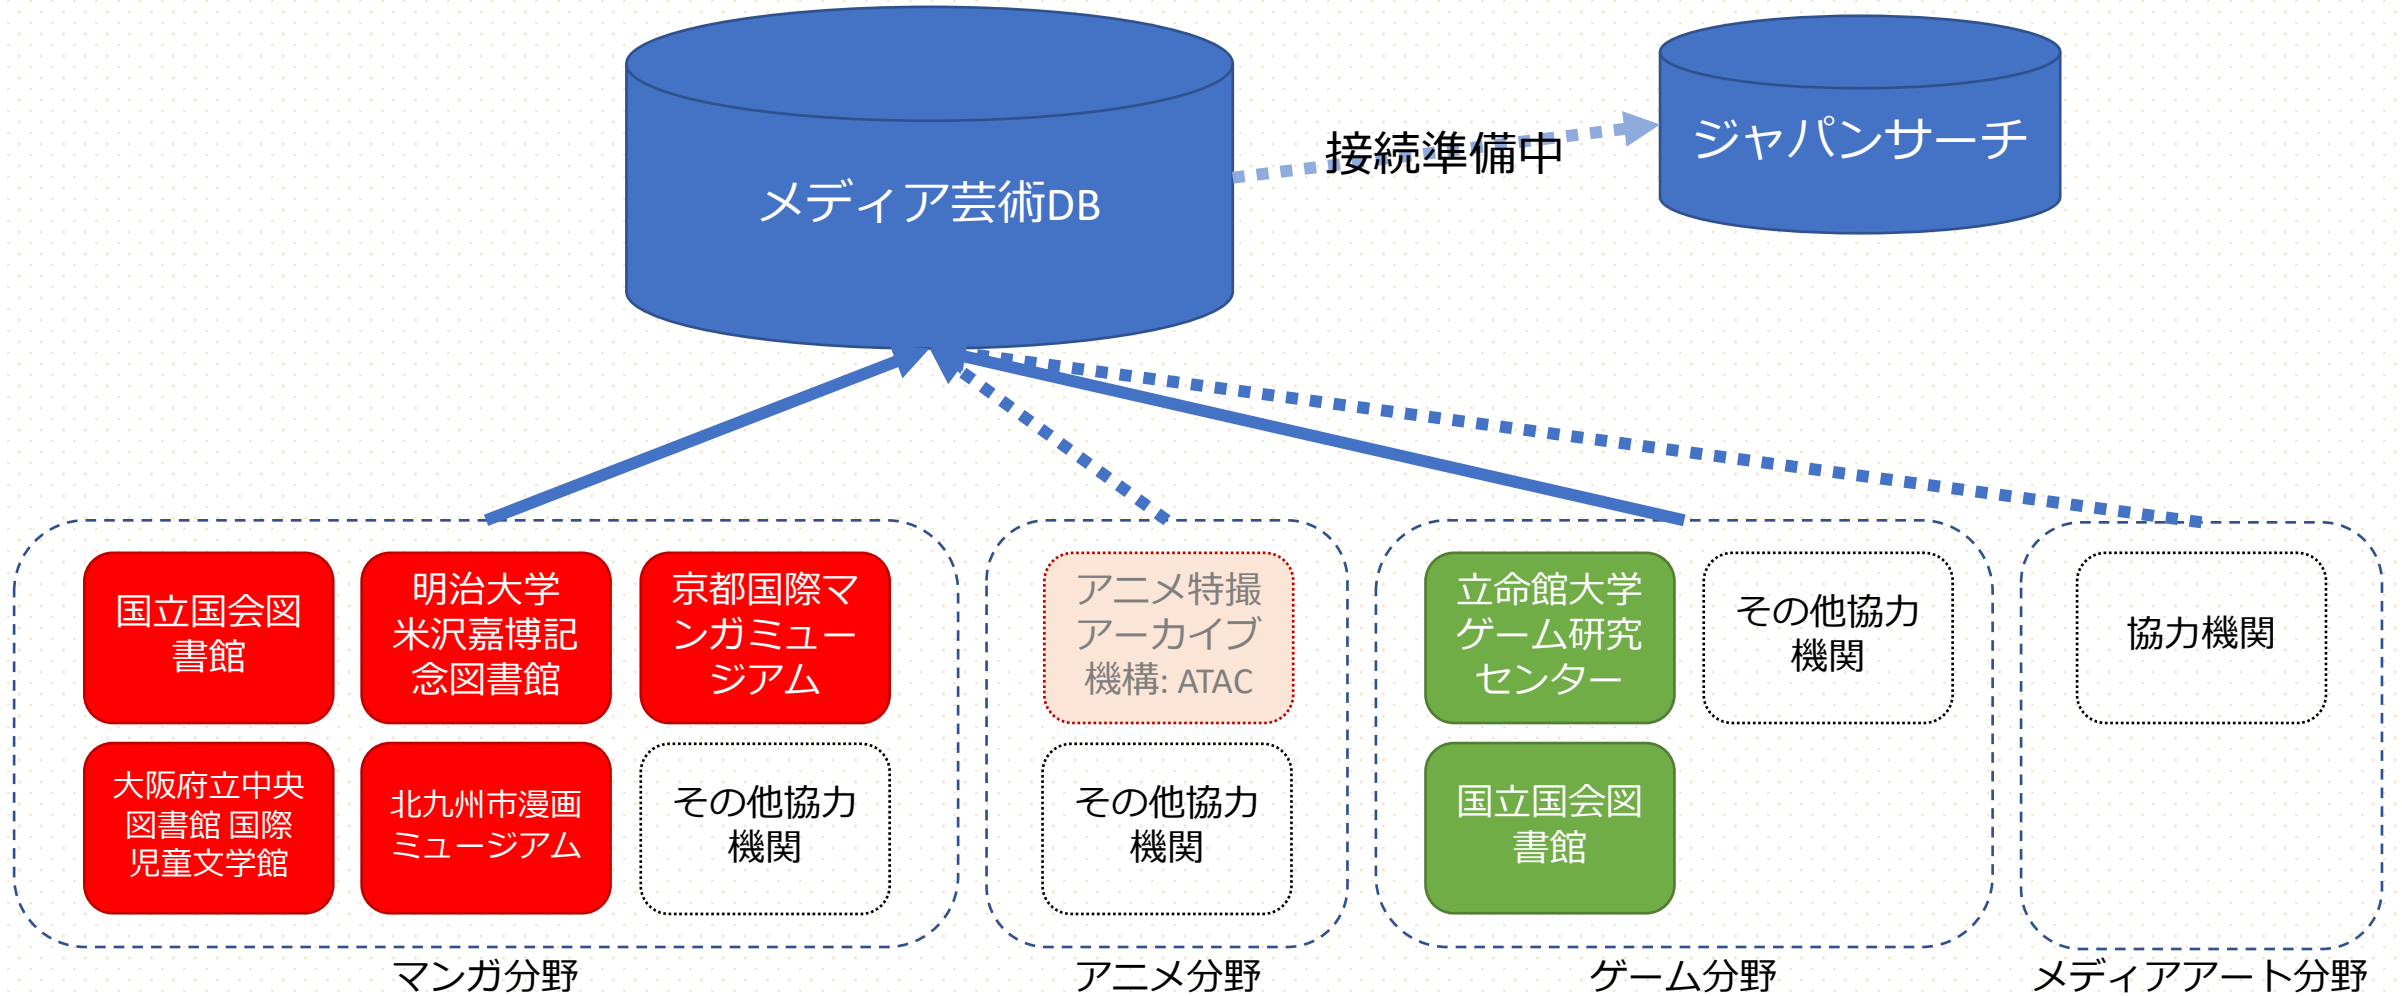 メディア芸術DB
接続準備中
ジャパンサーチ
国立国会図
書館
明治大学
米沢嘉博記
念図書館
京都国際マ
ンガミュー
ジアム
大阪府立中央
図書館 国際
児童文学館
北九州市漫画
ミュージアム
その他協力
機関
マンガ分野
アニメ特撮
アーカイブ
機構: ATAC
その他協力
機関
アニメ分野
立命館大学
ゲーム研究
センター
その他協力
機関
国立国会図
書館
ゲーム分野
協力機関
メディアアート分野